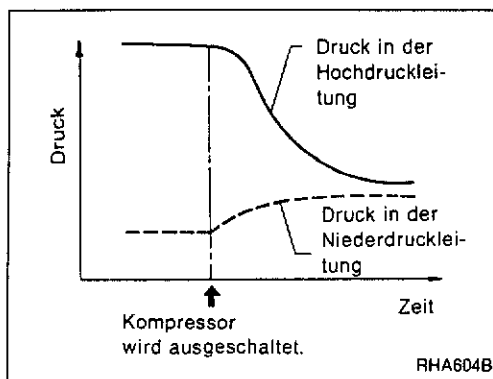 Druck in der
Hochdrucklei-
tung
Druck
Druck in der
Niederdrucklei-
tung
Zeit
Kompressor
wird ausgeschaltet.
RHA604B